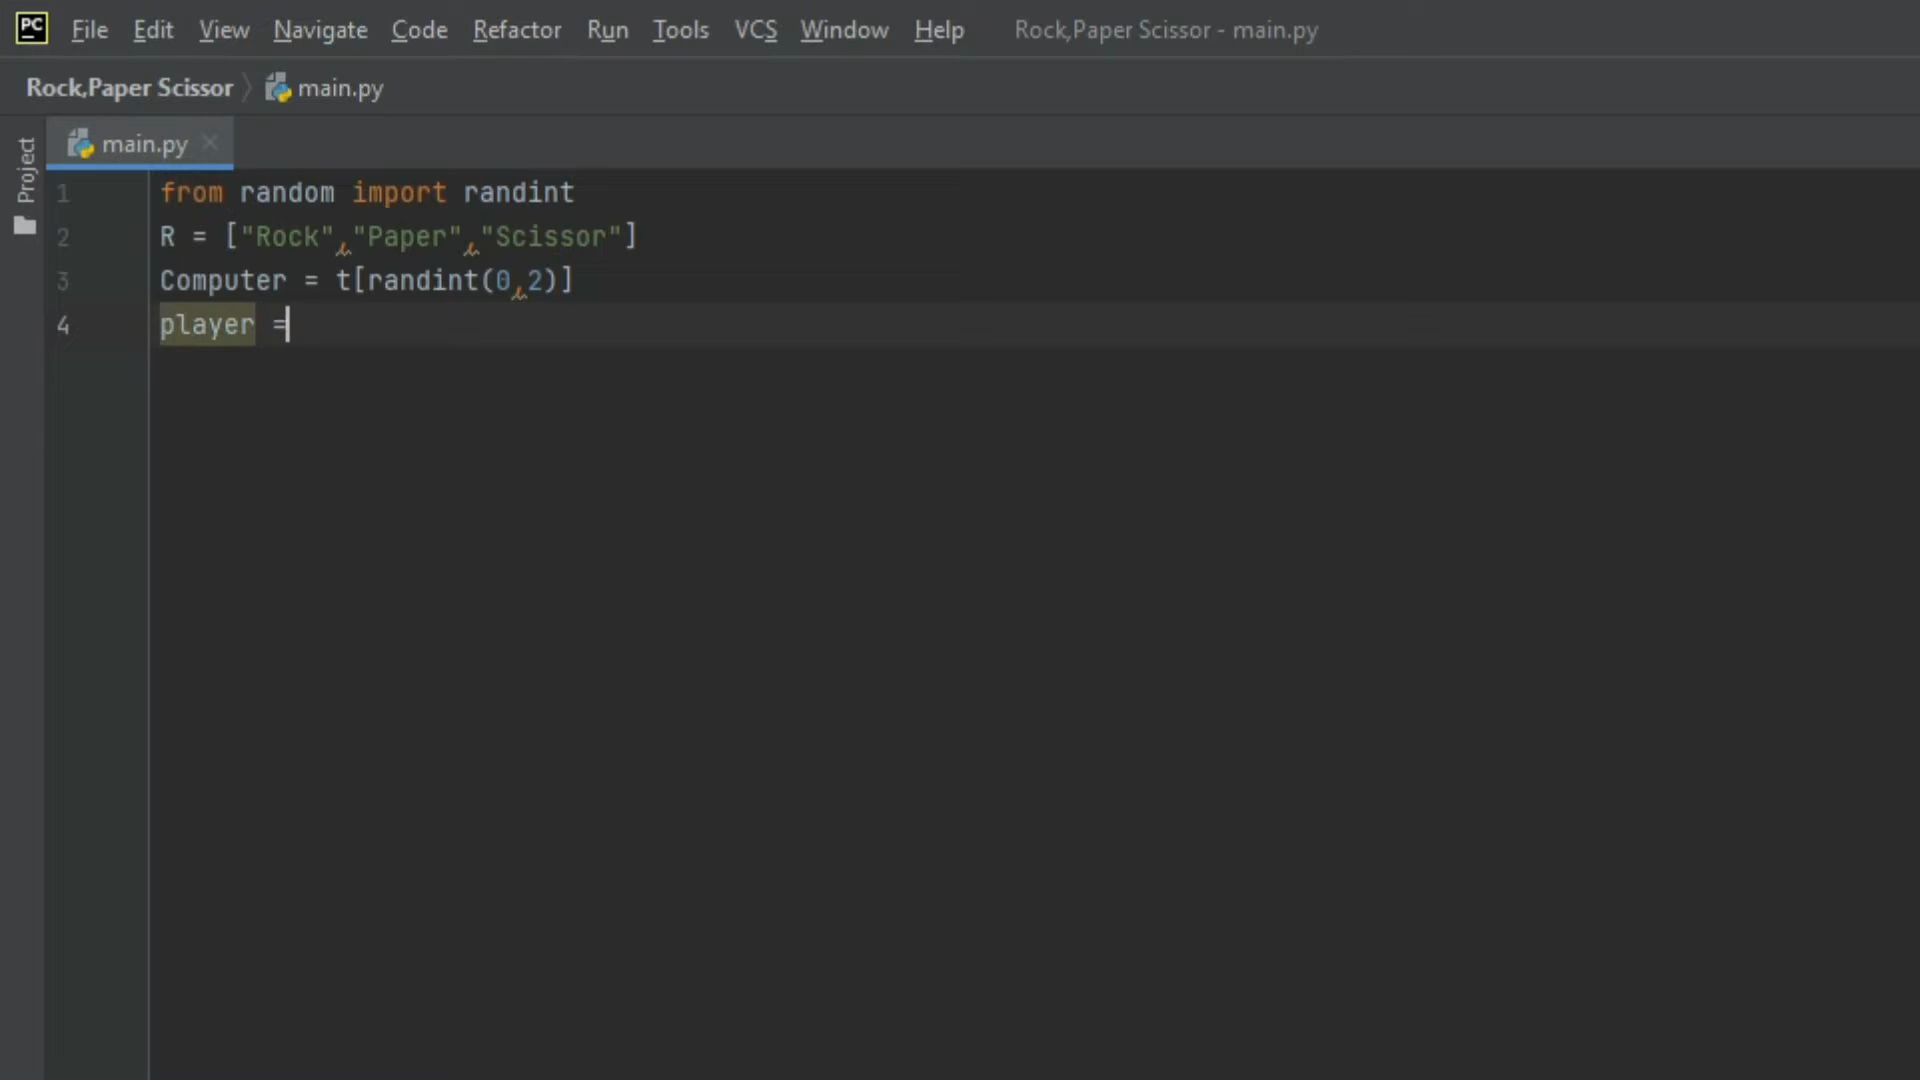 PC File Edit View Navigate Code Refactor Run Tools VCS Window Help Rock,Paper Scissor - main.py
Rock,Paper Scissor main.py
Project
main.py
1 from random import randint
2 R = ["Rock","Paper","Scissor"]
3 Computer = t[randint(0,2)]
4 player =